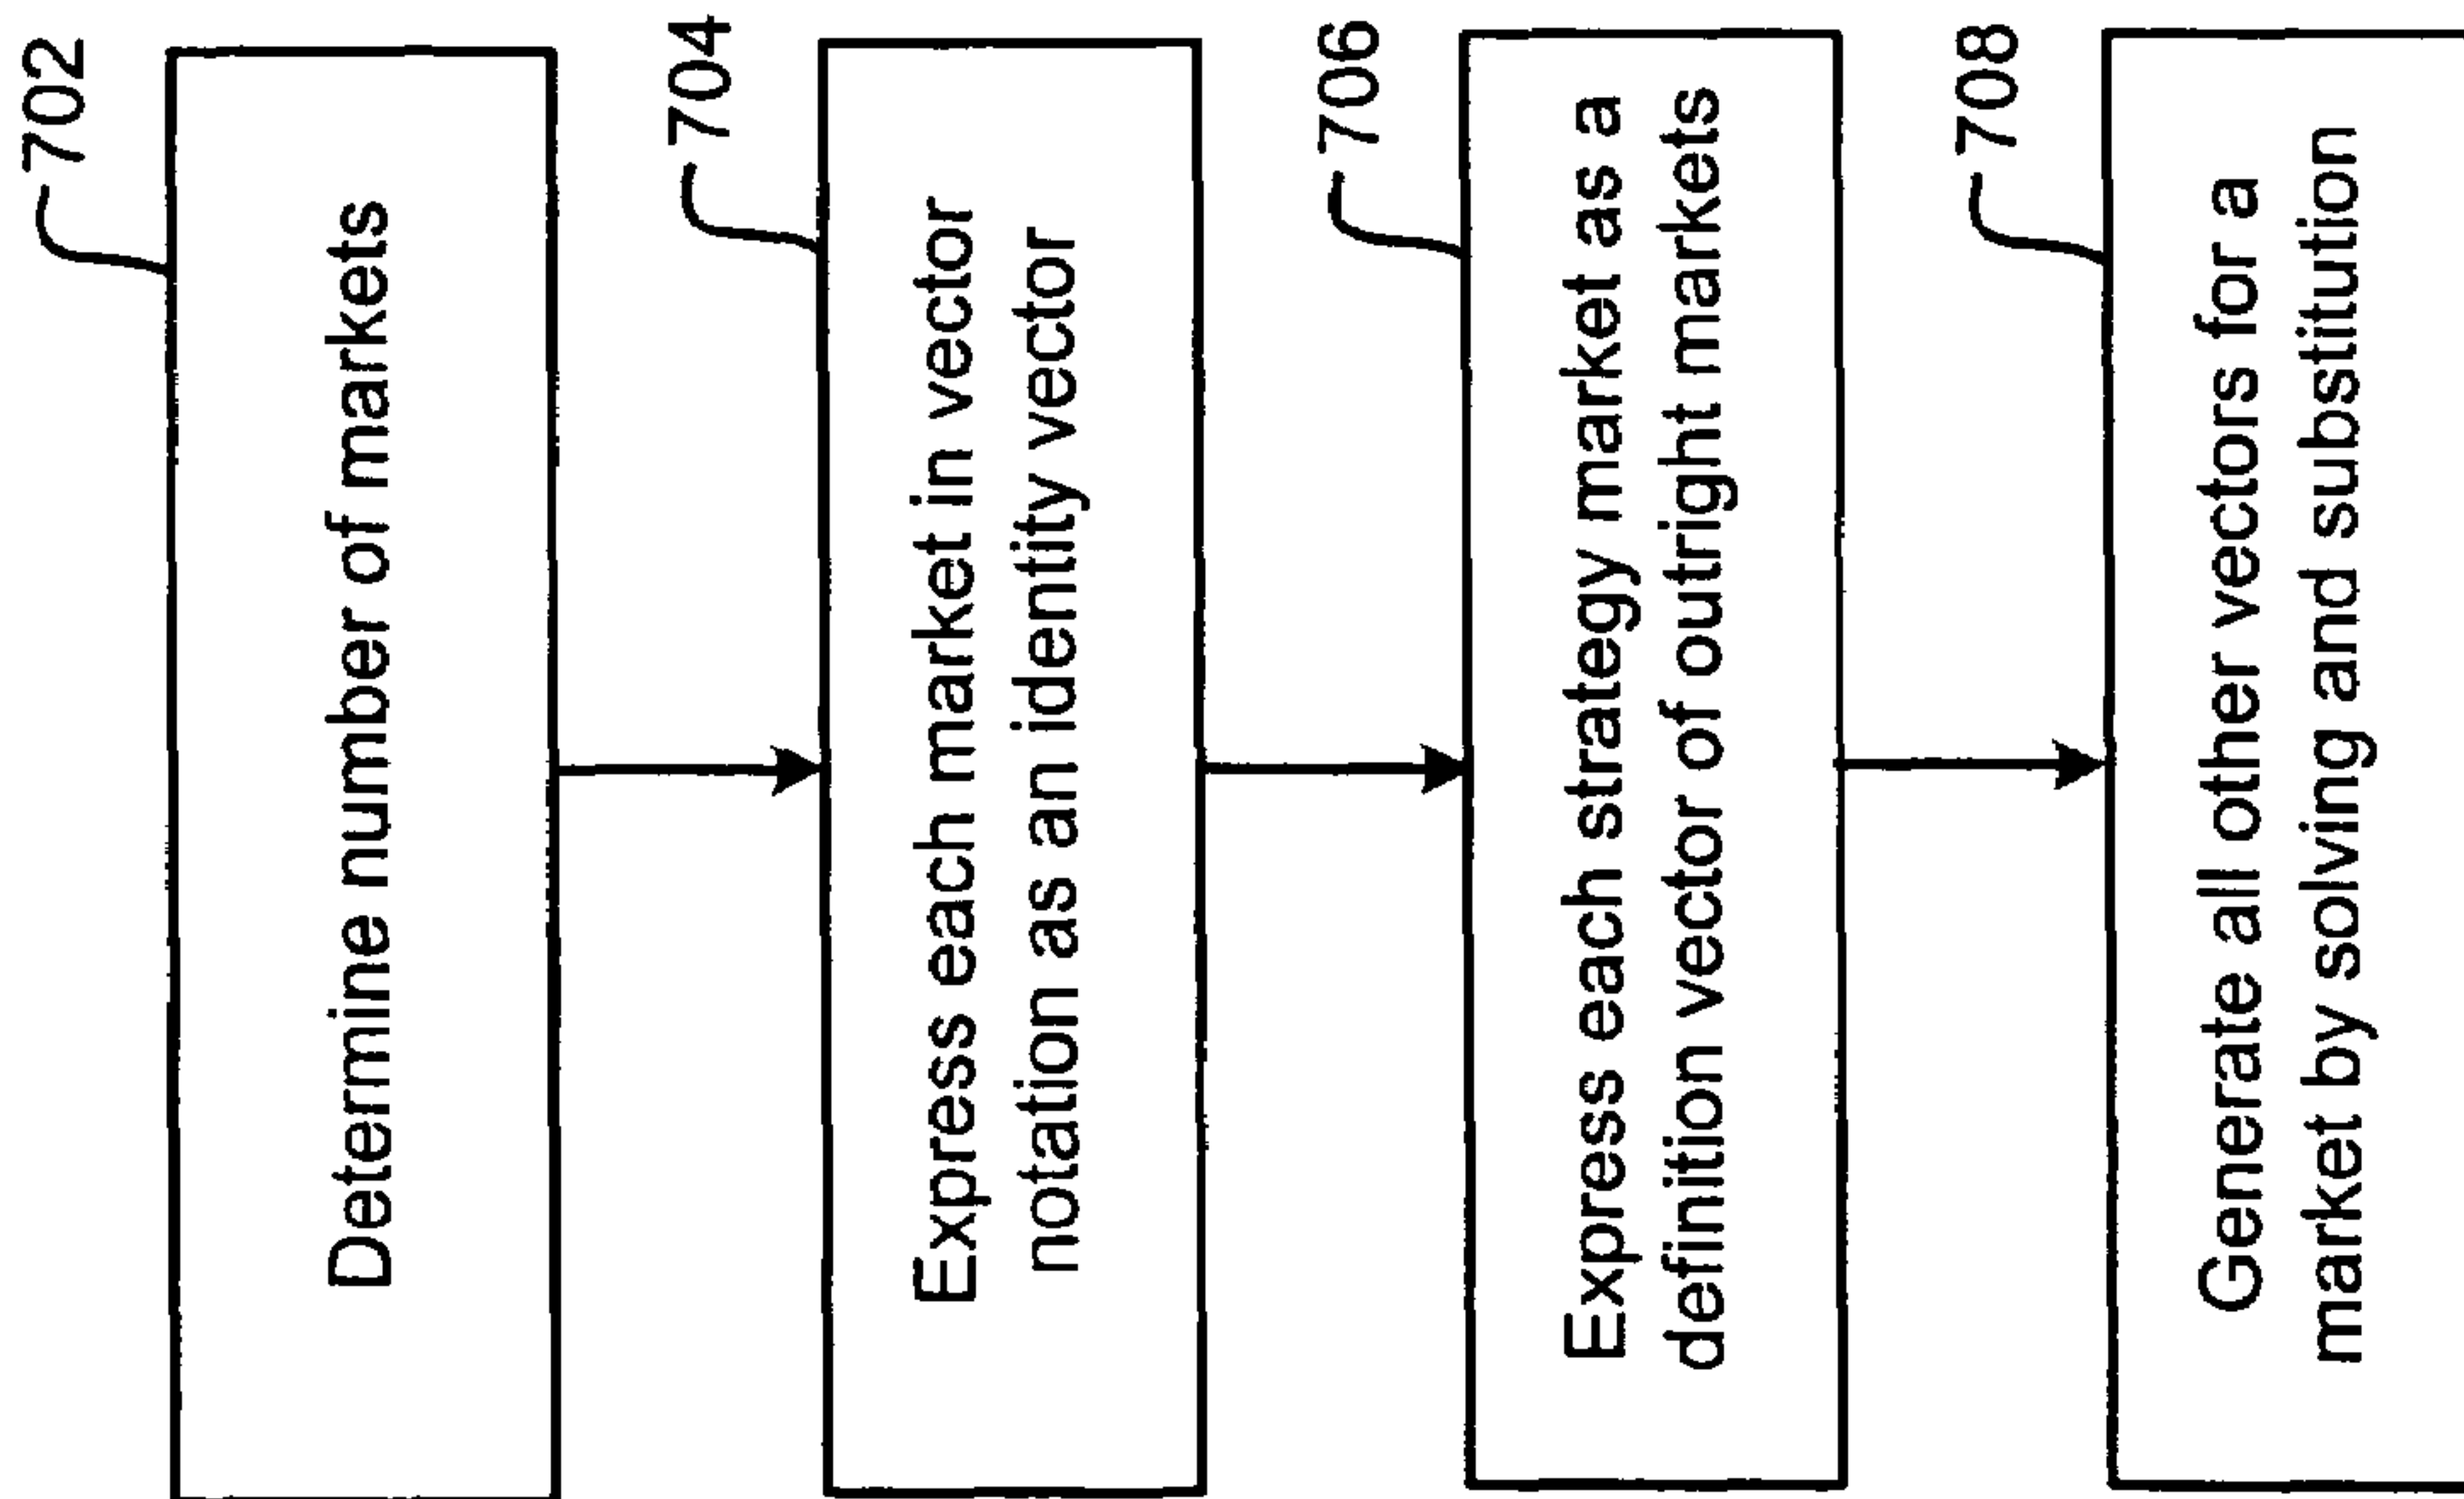 702
Determine number of markets
704
Express each market in vector
notation as an identity vector
706
Express each strategy market as a
definition vector of outright markets
708
Generate all other vectors for a
market by solving and substitution